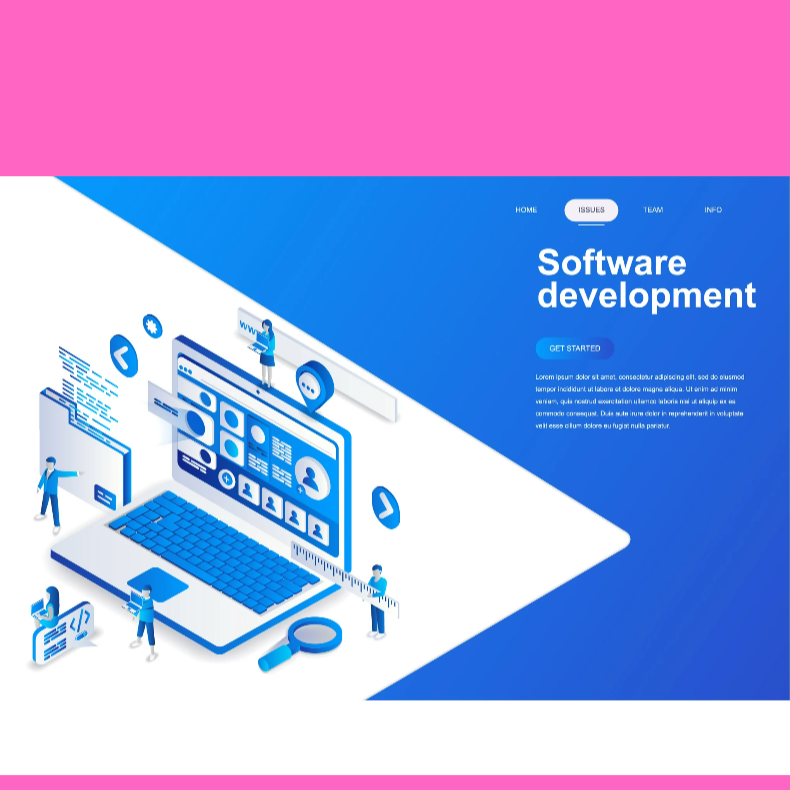 HOME ISSUES TEAM INFO
Software
development
GET STARTED
Lorem ipsum dolor sit amet, consectetur adipiscing elit, sed do eiusmod
tempor incididunt ut labore et dolore magna aliqua. Ut enim ad minim
veniam, quis nostrud exercitation ullamco laboris nisi ut aliquip ex ea
commodo consequat. Duis aute irure dolor in reprehenderit in voluptate
velit esse cillum dolore eu fugiat nulla pariatur.